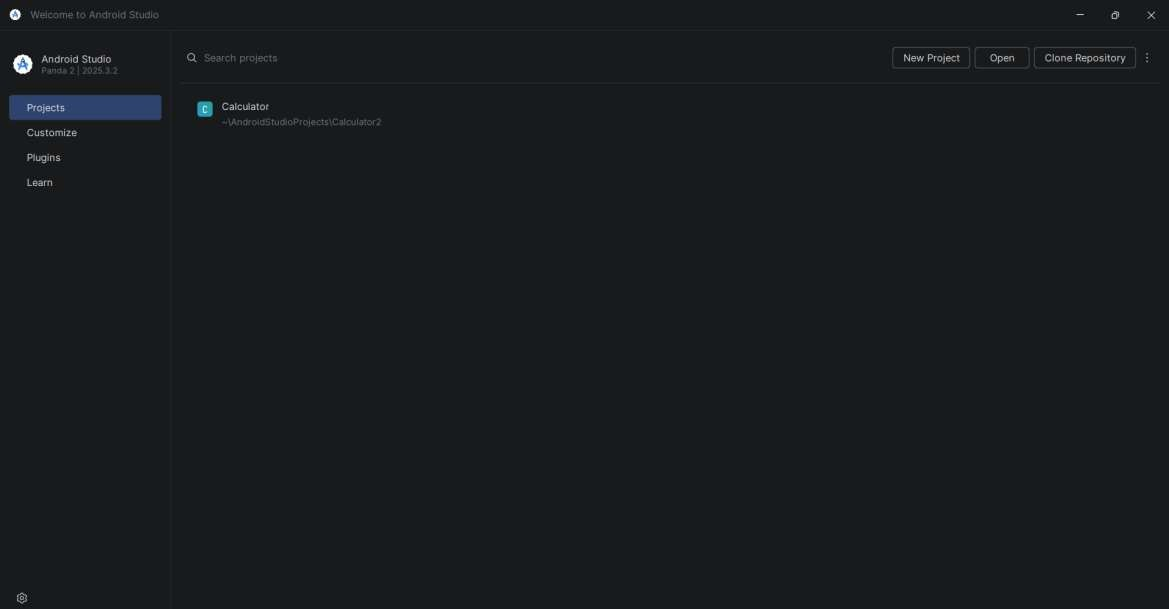 Welcome to Android Studio
Android Studio
Panda 2 | 2025.3.2
Projects
Customize
Plugins
Learn
Search projects
New Project
Open
Clone Repository
C
Calculator
~\AndroidStudioProjects\Calculator2